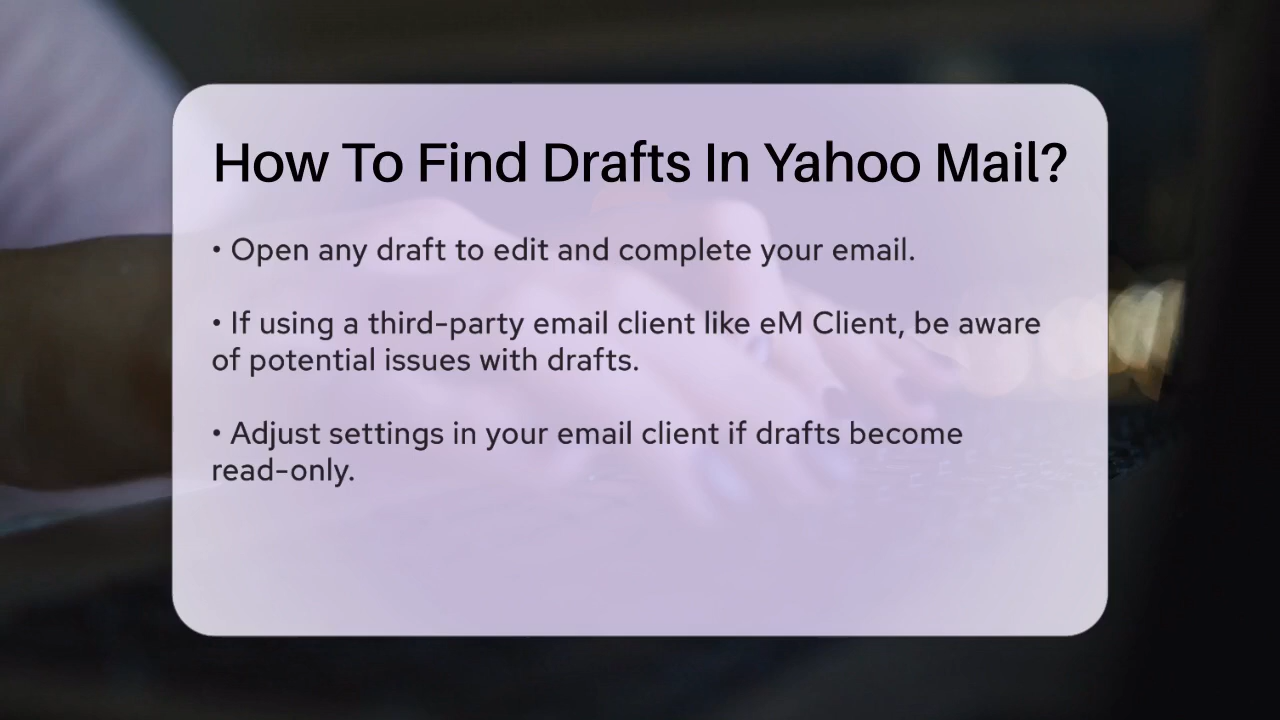 How To Find Drafts In Yahoo Mail?
• Open any draft to edit and complete your email.
• If using a third-party email client like eM Client, be aware
of potential issues with drafts.
• Adjust settings in your email client if drafts become
read-only.